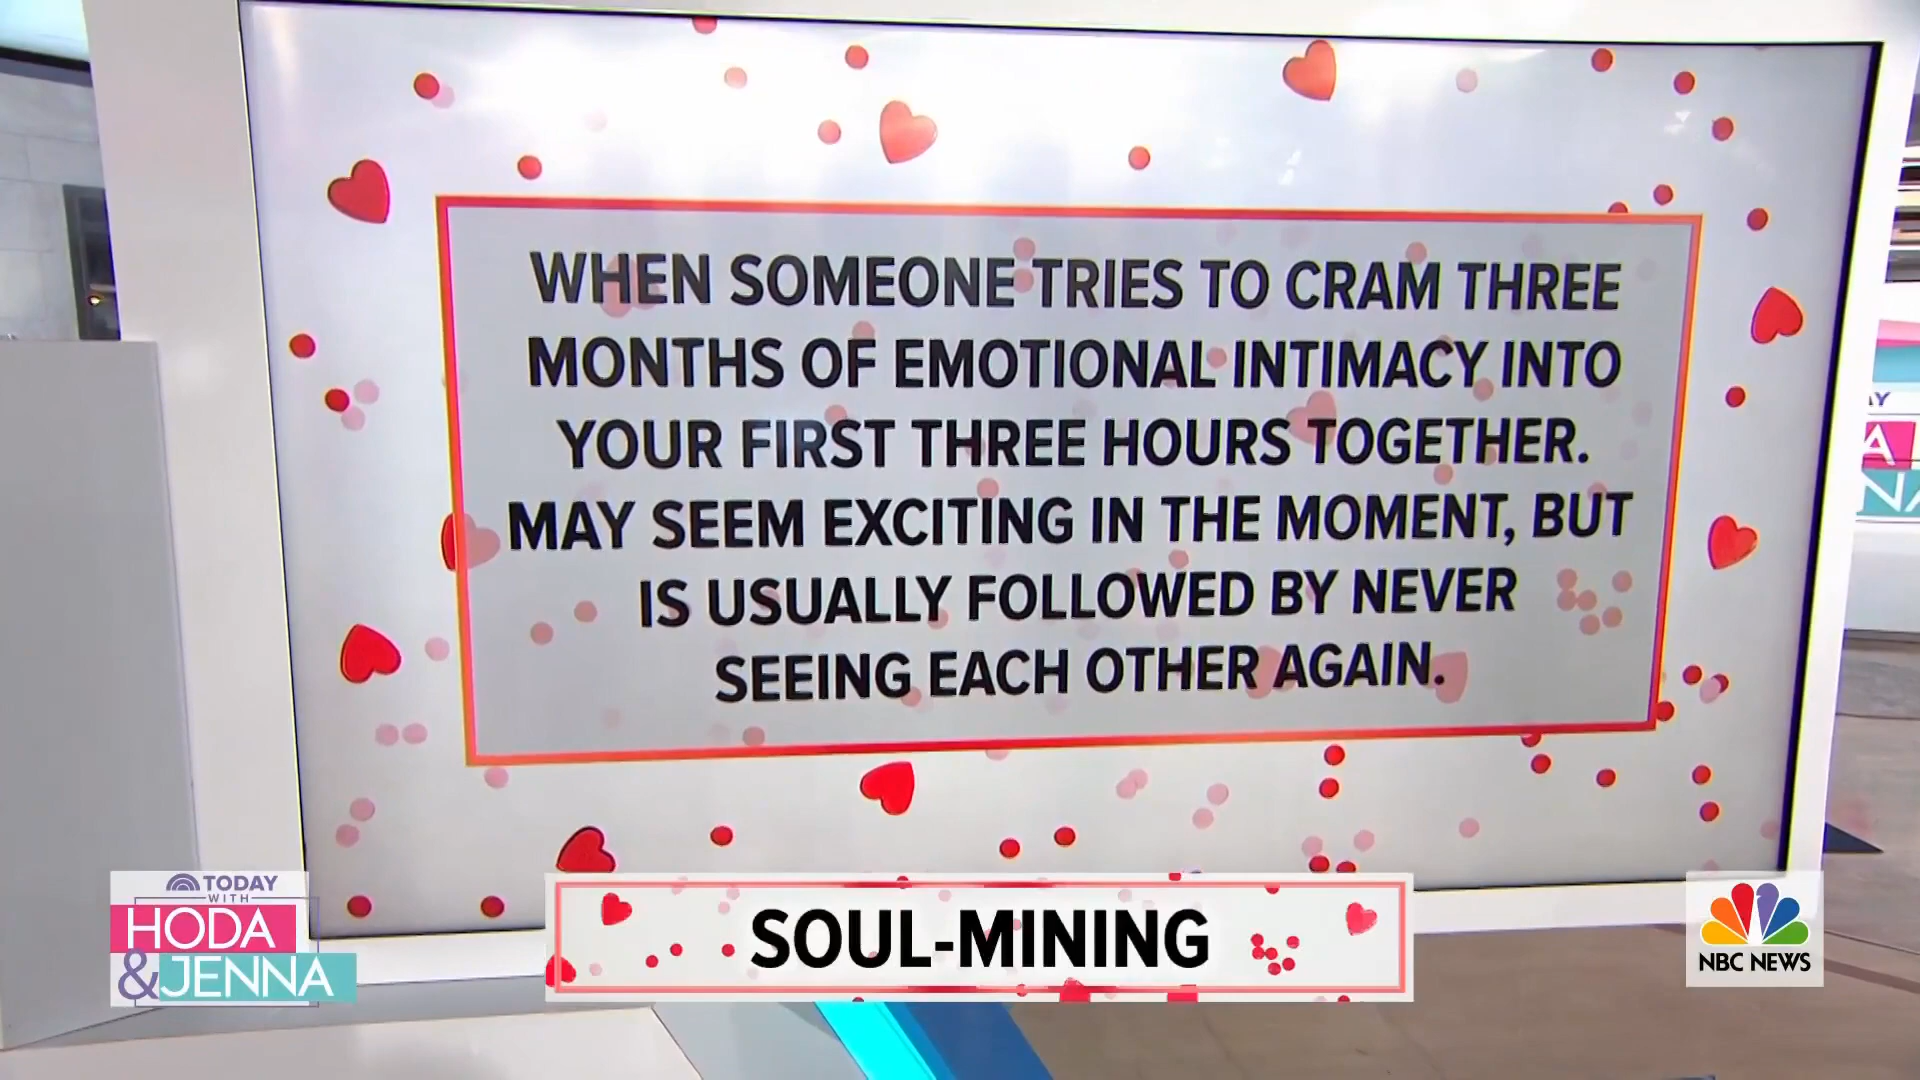 WHEN SOMEONE TRIES TO CRAM THREE
MONTHS OF EMOTIONAL INTIMACY INTO
YOUR FIRST THREE HOURS TOGETHER.
MAY SEEM EXCITING IN THE MOMENT, BUT
IS USUALLY FOLLOWED BY NEVER
SEEING EACH OTHER AGAIN.
SOUL-MINING
TODAY
WITH
HODA
&JENNA
NBC NEWS